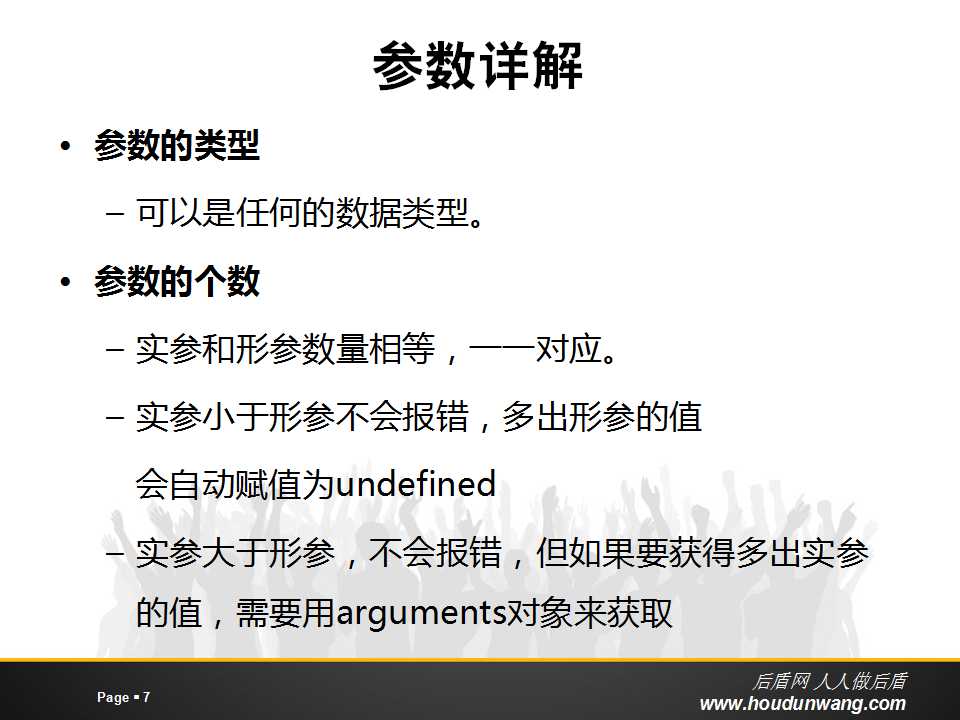 参数详解
• 参数的类型
– 可以是任何的数据类型。
• 参数的个数
– 实参和形参数量相等，一一对应。
– 实参小于形参不会报错，多出形参的值
会自动赋值为undefined
– 实参大于形参，不会报错，但如果要获得多出实参
的值，需要用arguments对象来获取
Page ▪ 7
后盾网 人人做后盾
www.houdunwang.com